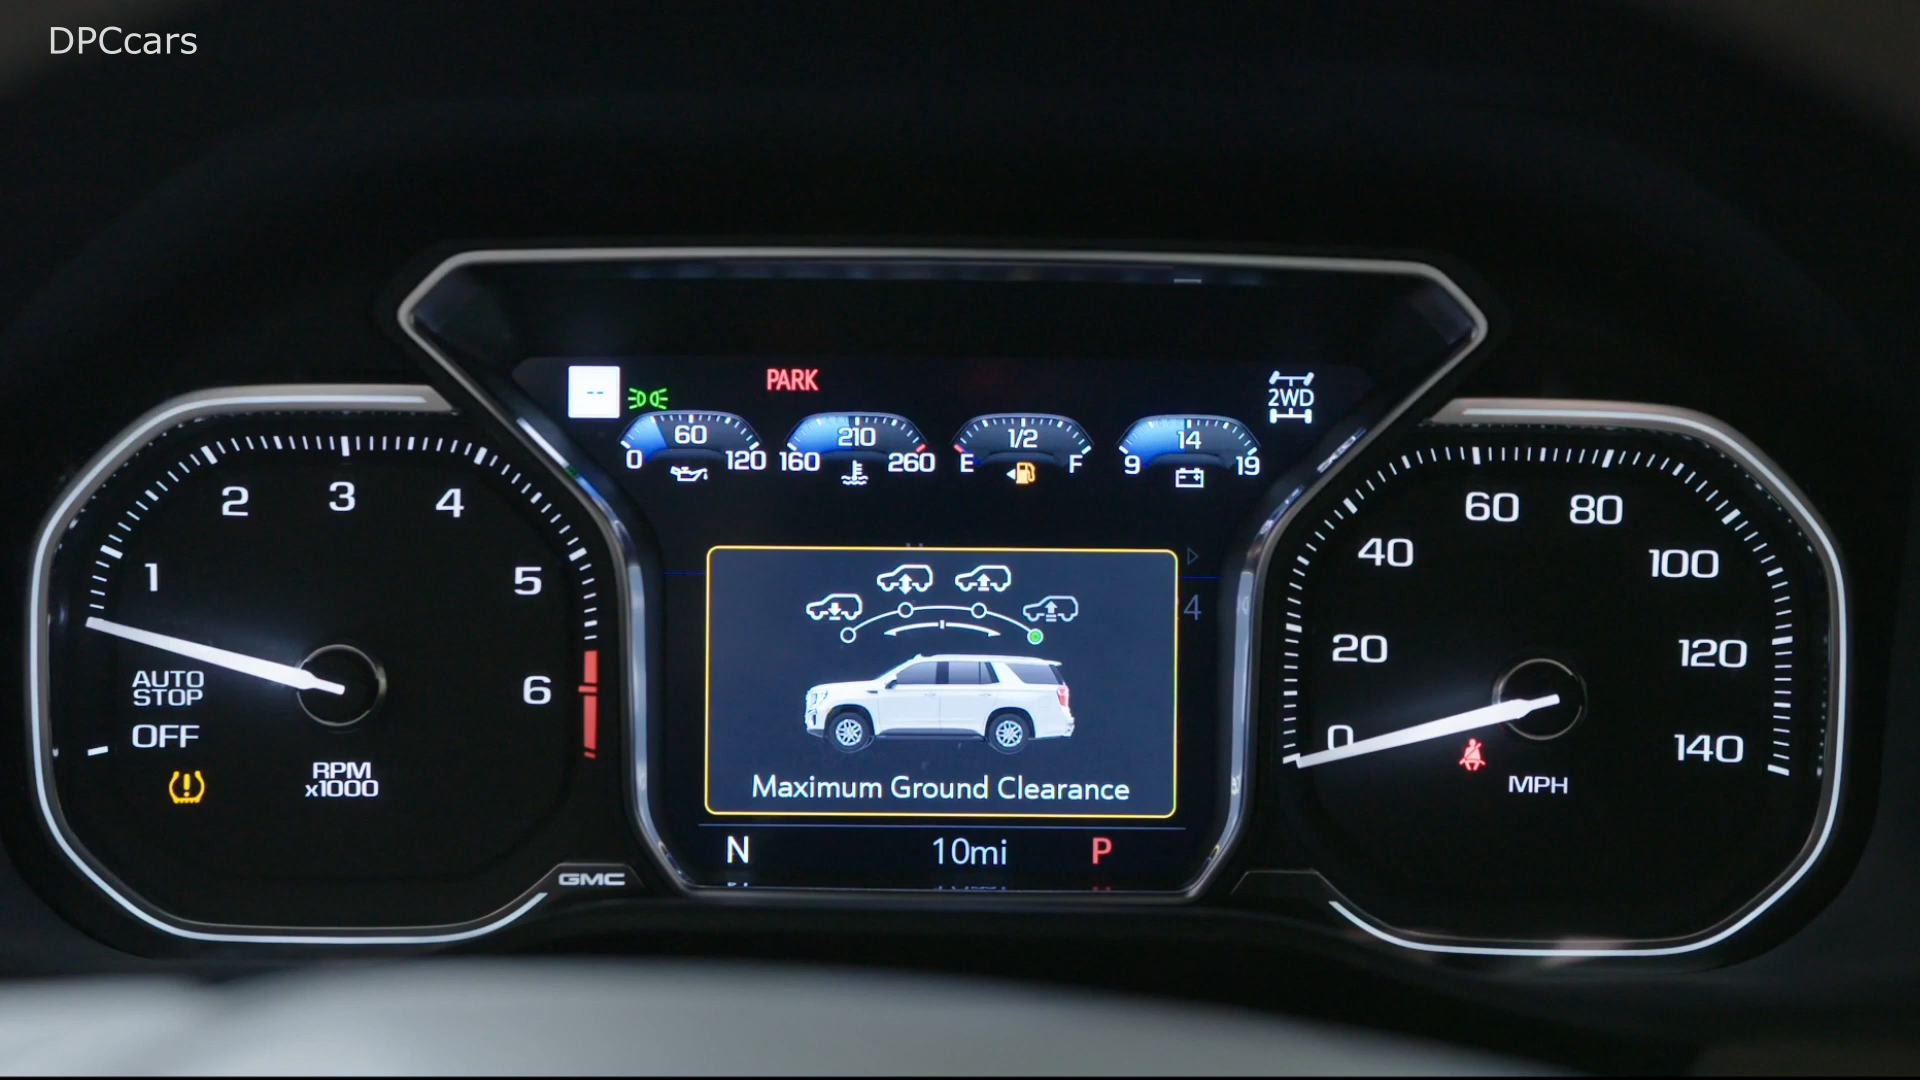 DPCcars
--
PARK
2WD
60
0 120
210
160 260
1/2
E F
14
9 19
1 2 3 4 5 6
AUTO
STOP
OFF
RPM
x1000
GMC
4
Maximum Ground Clearance
N 10mi P
0 20 40 60 80 100 120 140
MPH